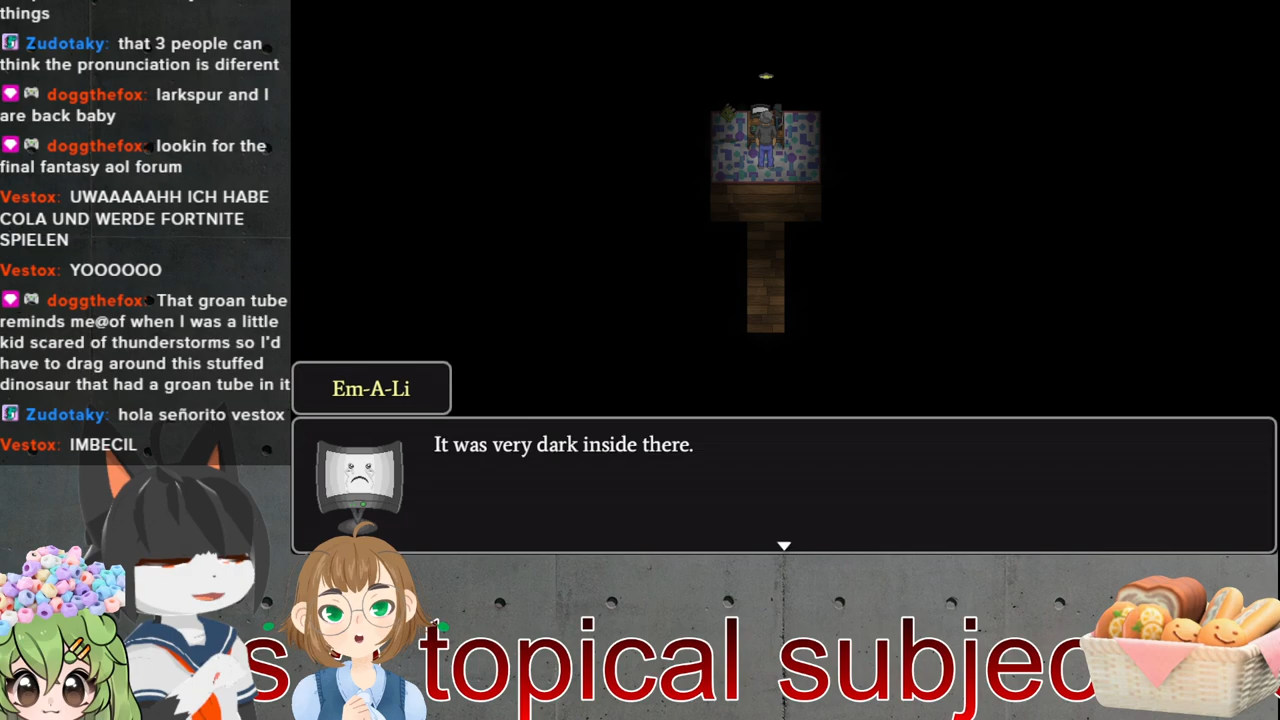 things
Zudotaky: that 3 people can
think the pronunciation is diferent
doggthefox: larkspur and I
are back baby
doggthefox: lookin for the
final fantasy aol forum
Vestox: UWAAAAAHH ICH HABE
COLA UND WERDE FORTNITE
SPIELEN
Vestox: YOOOOOO
doggthefox: That groan tube
reminds me@of when I was a little
kid scared of thunderstorms so I'd
have to drag around this stuffed
dinosaur that had a groan tube in it
Zudotaky: hola señorito vestox
Vestox: IMBECIL
Em-A-Li
It was very dark inside there.
topical